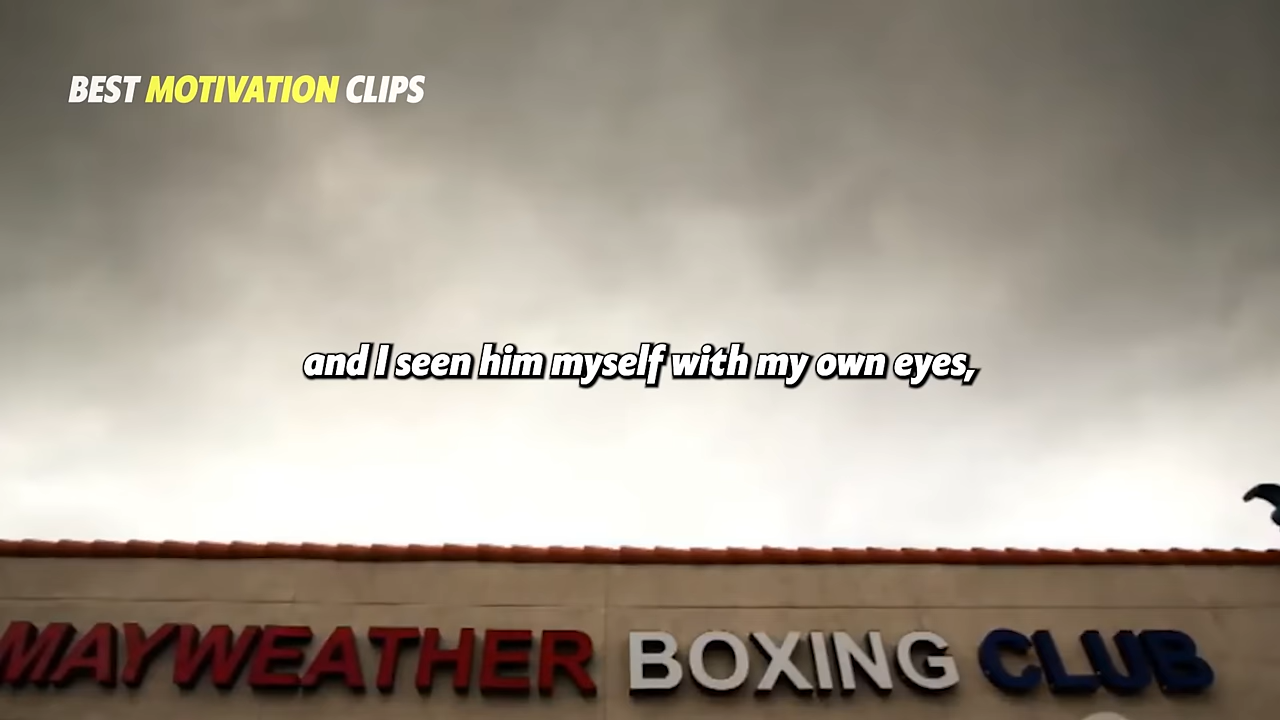 BEST MOTIVATION CLIPS
and I seen him myself with my own eyes,
MAYWEATHER BOXING CLUB